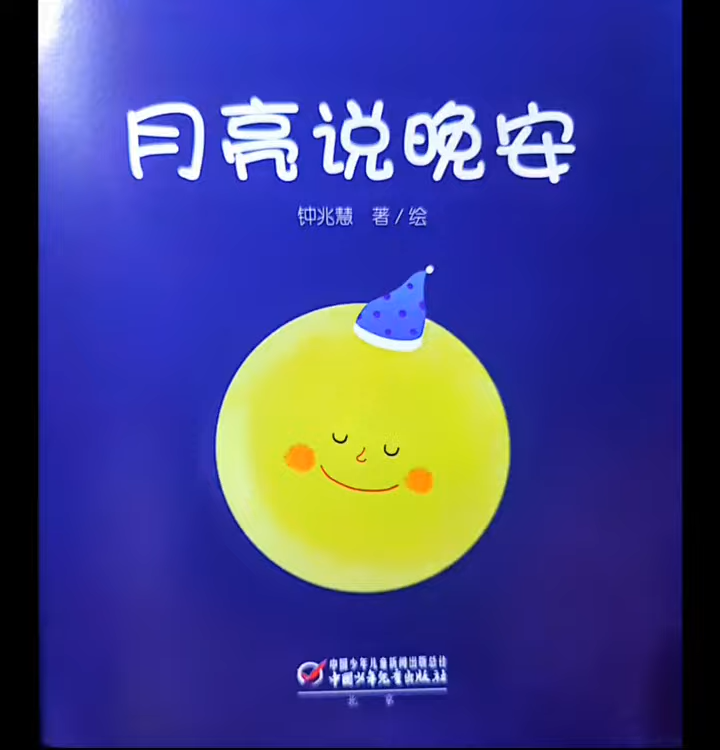 月亮说晚安
钟兆慧 著/绘
中国少年儿童新闻出版总社
中国少年儿童出版社
北 京